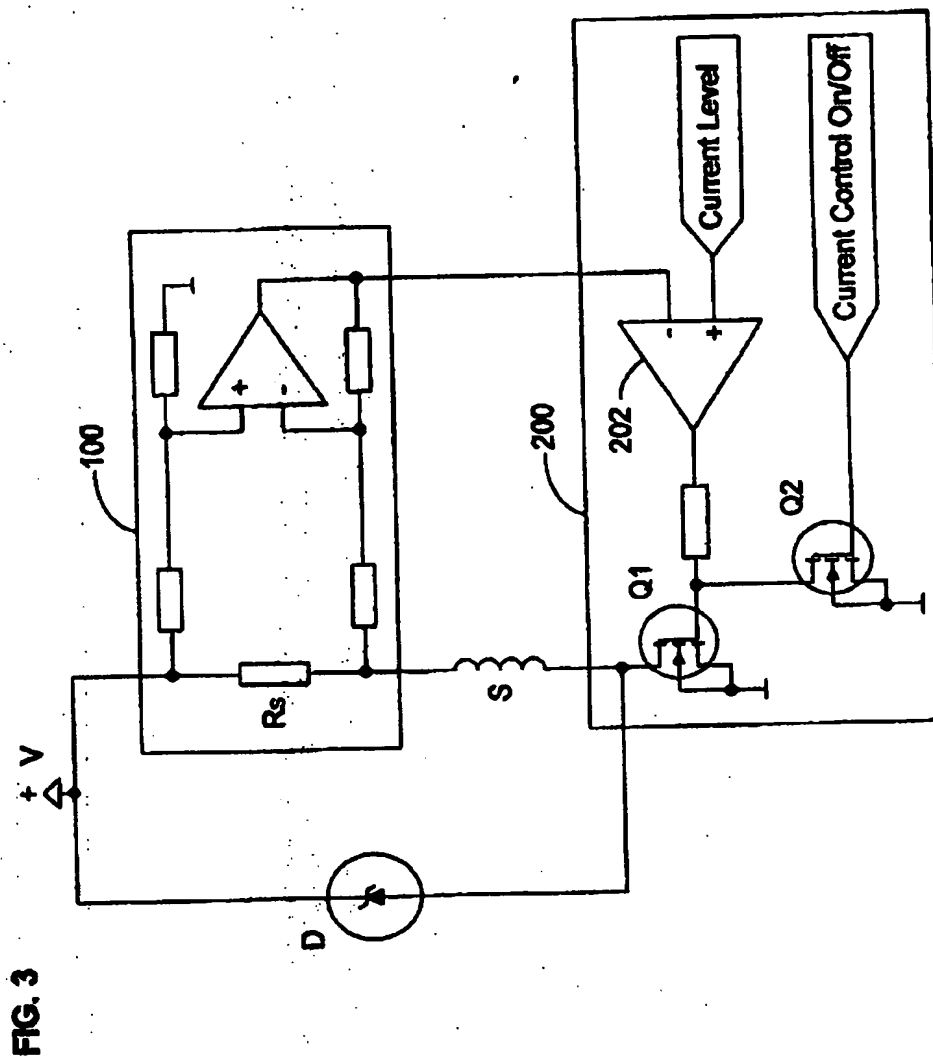 FIG. 3
+ V
D
100
Rs
+
-
S
200
202
-
+
Current Level
Q1
Q2
Current Control On/Off